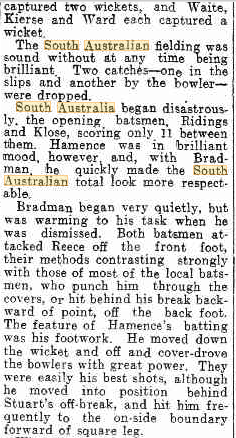 captured two wickets, and Waite,
Kierse and Ward each captured a
wicket.
The South Australian fielding was
sound without at any time being
brilliant. Two catches—one in the
slips and another by the bowler—
were dropped.
South Australia began disastrous-
ly, the opening batsmen, Ridings
and Klose, scoring only 11 between
them. Hamence was in brilliant
mood, however, and, with Brad-
man, he quickly made the South
Australian total look more respect-
able.
Bradman began very quietly, but
was warming to his task when he
was dismissed. Both batsmen at-
tacked Reece off the front foot,
their methods contrasting strongly
with those of most of the local bats-
men, who punch him through the
covers, or hit behind his break back-
ward of point, off the back foot.
The feature of Hamence's batting
was his footwork. He moved down
the wicket and off and cover-drove
the bowlers with great power. They
were easily his best shots, although
he moved into position behind
Stuart's off-break, and hit him fre-
quently to the on-side boundary
forward of square leg.